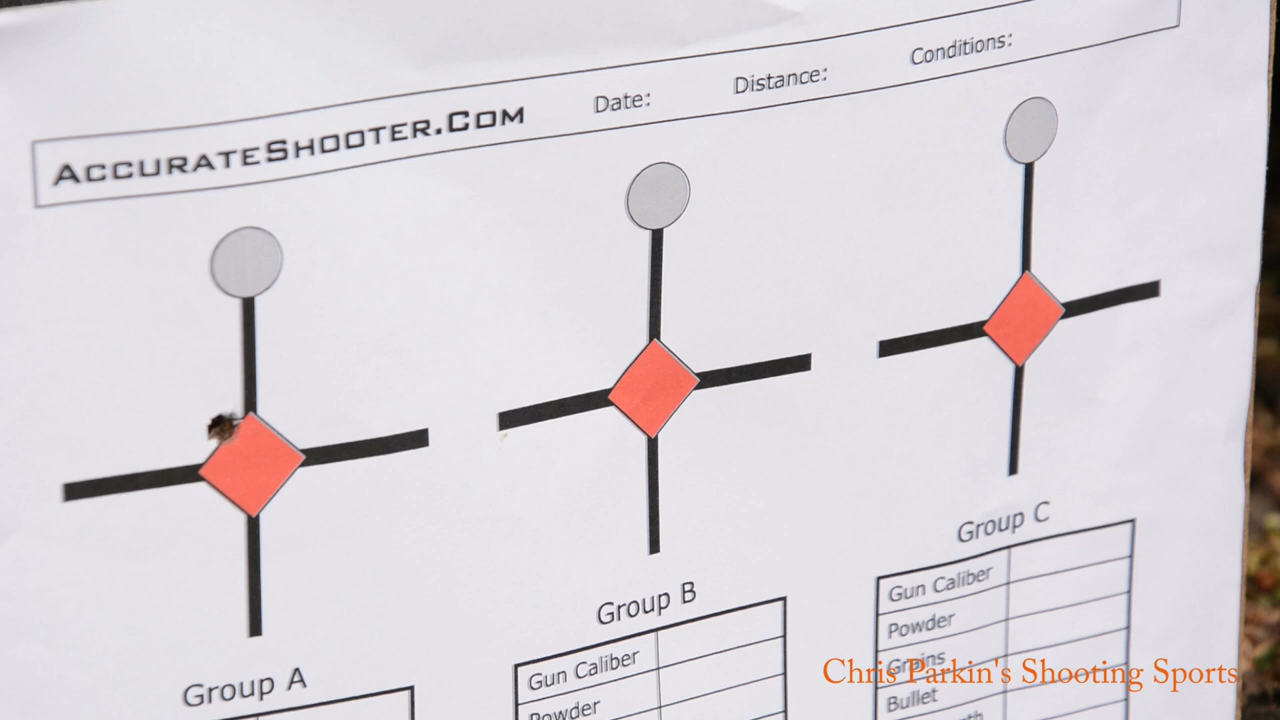 AccurateShooter.Com Date: Distance: Conditions:
Group A
Group B
Gun Caliber
Powder
Group C
Gun Caliber
Powder
Grains
Bullet
Chris Parkin's Shooting Sports